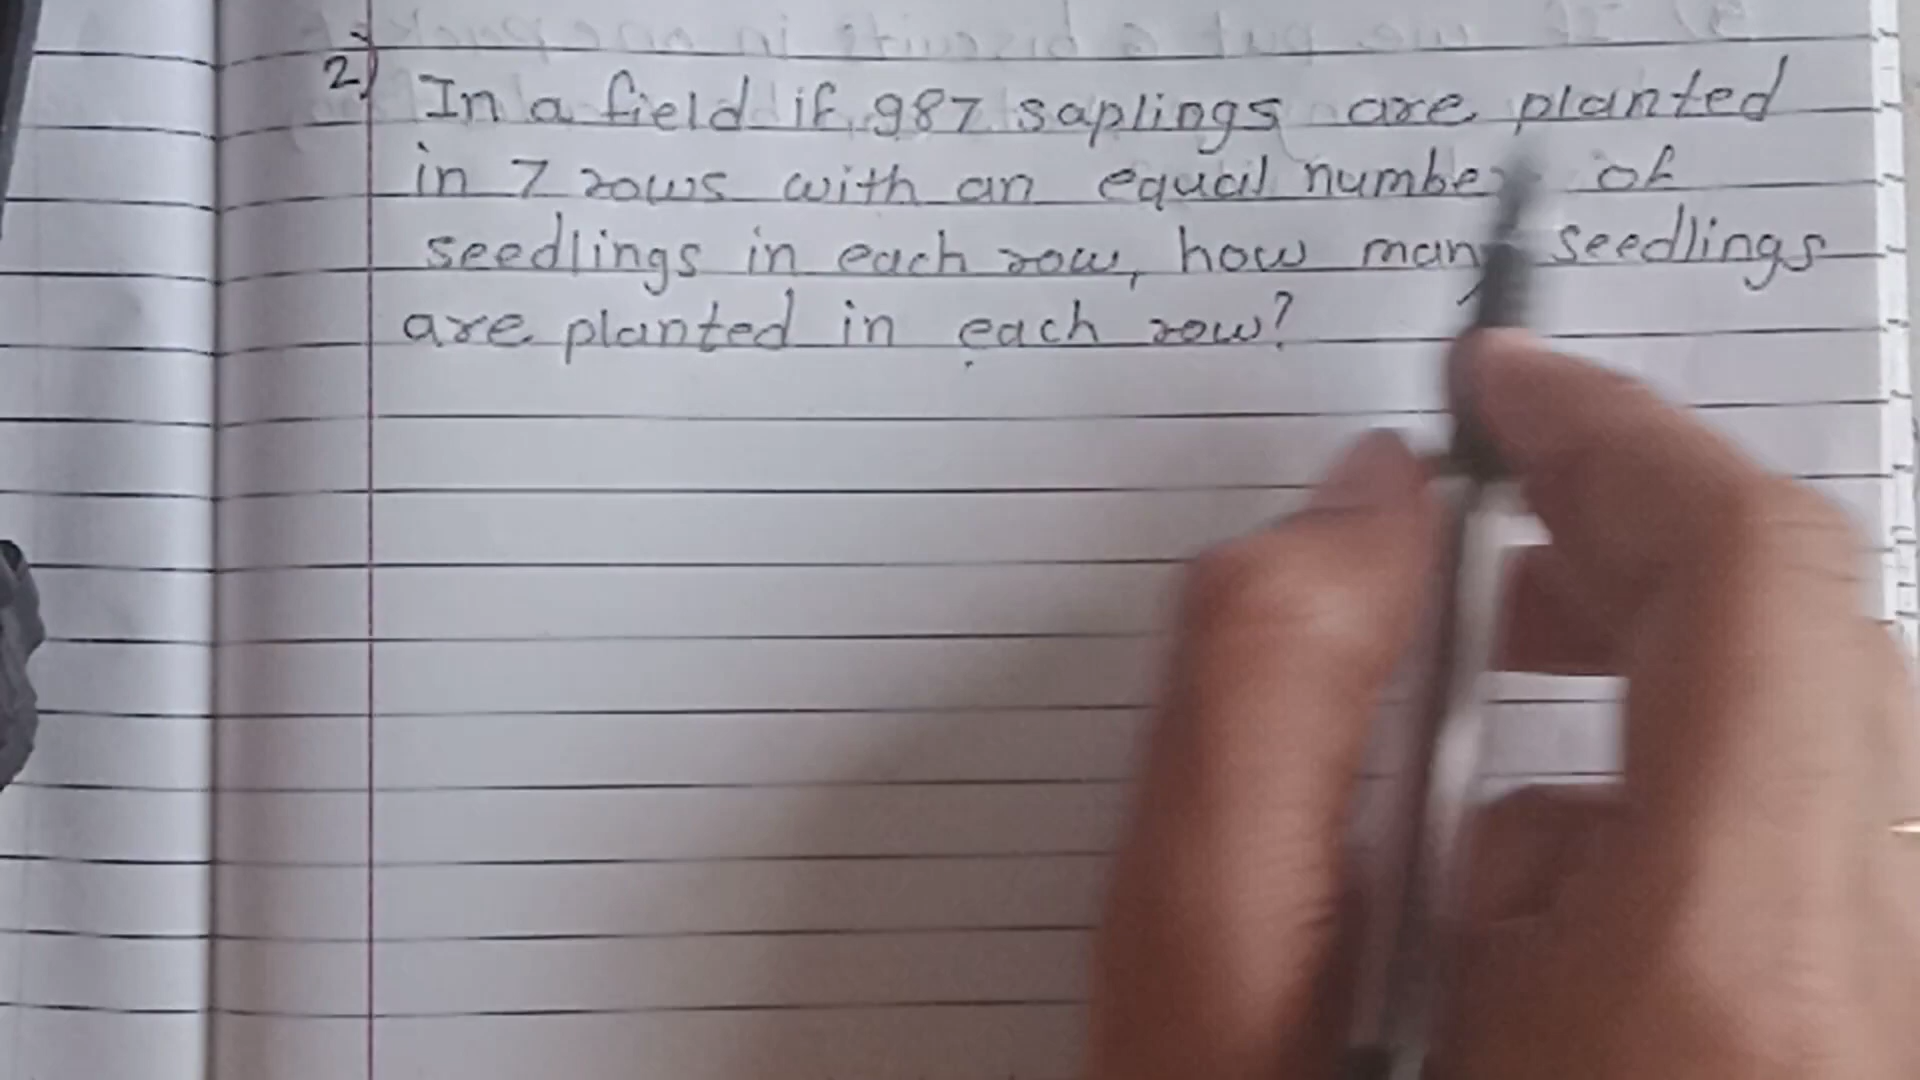 2) In a field if 987 saplings are planted
in 7 rows with an equal number of
seedlings in each row, how many seedlings
are planted in each row?